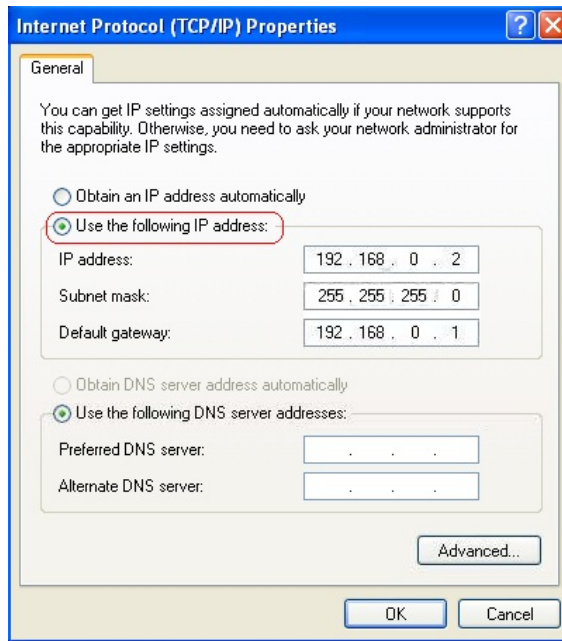 Internet Protocol (TCP/IP) Properties
General
You can get IP settings assigned automatically if your network supports
this capability. Otherwise, you need to ask your network administrator for
the appropriate IP settings.
Obtain an IP address automatically
Use the following IP address:
IP address: 192 . 168 . 0 . 2
Subnet mask: 255 . 255 . 255 . 0
Default gateway: 192 . 168 . 0 . 1
Obtain DNS server address automatically
Use the following DNS server addresses:
Preferred DNS server: . . .
Alternate DNS server: . . .
Advanced...
OK Cancel